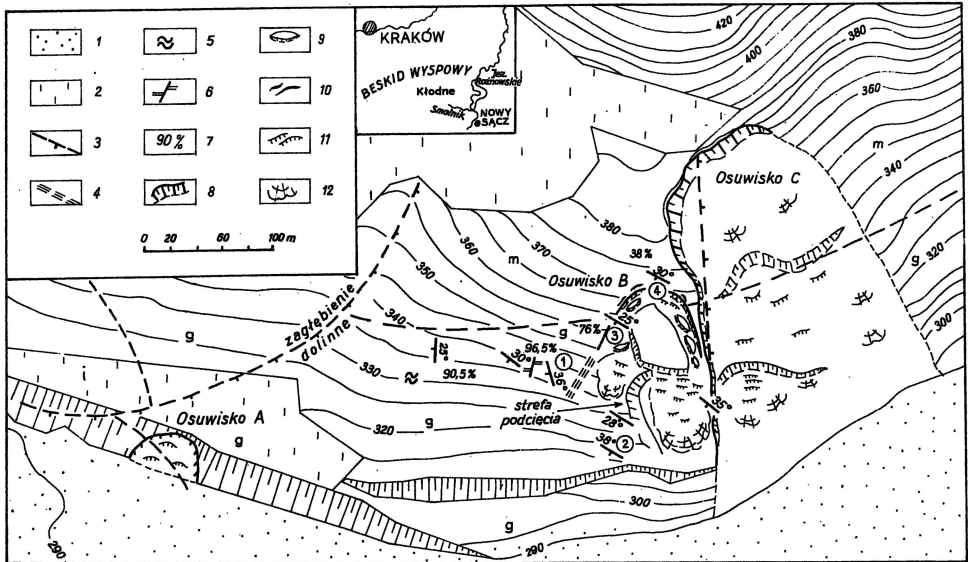 1
2
3
4
5
6
90% 7
8
9
10
11
12
0 20 60 100 m
KRAKÓW
BESKID WYSPOWY
Jez.
Rożnowskie
Kłodne
Smolnik
NOWY
SĄCZ
420
400
380
360
m
340
g
320
300
Osuwisko C
380
38%
370
360
m
350
Osuwisko B
30°
4
25°
3
76%
g
340
zagłębienie
dolinne
g
96,5%
1
25°
30°
36°
90,5%
330
strefa
podcięcia
35°
28°
320
g
38°
2
i
Osuwisko A
g
300
g
290
290